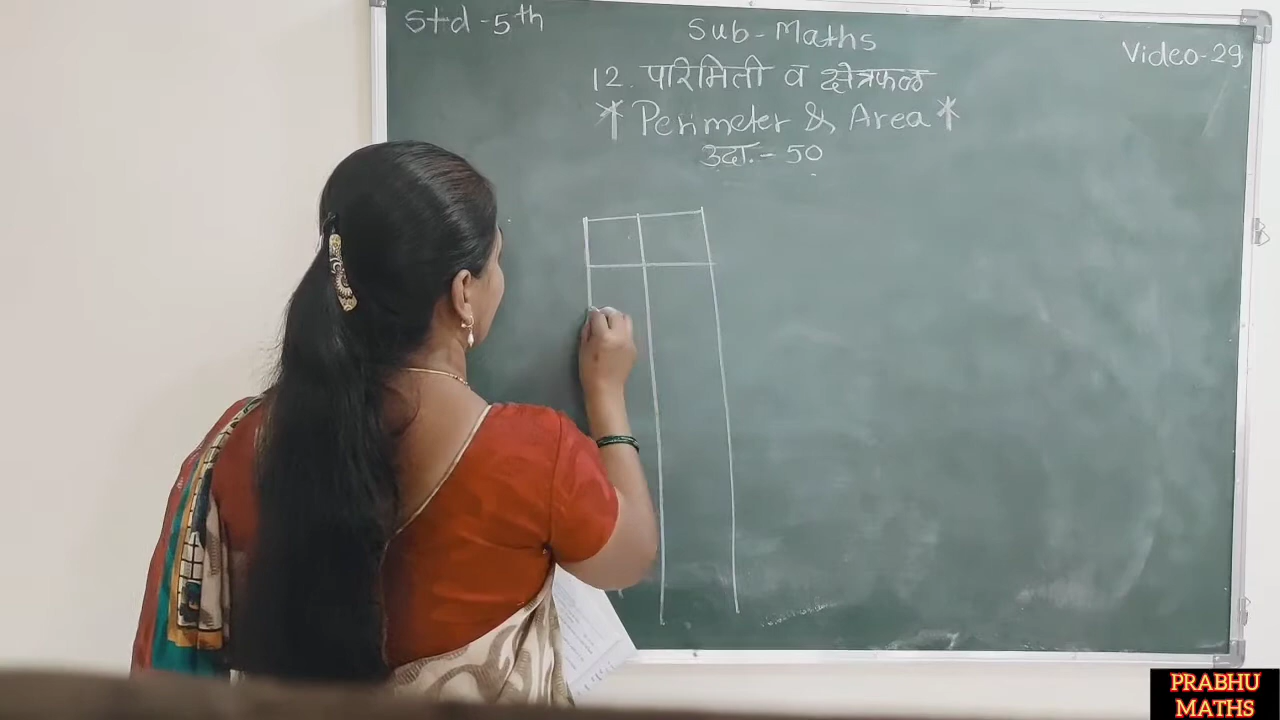 Std-5th
Sub-Maths
Video-29
12. परिमिती व क्षेत्रफळ
* Perimeter & Area *
उदा.- 50
PRABHU
MATHS